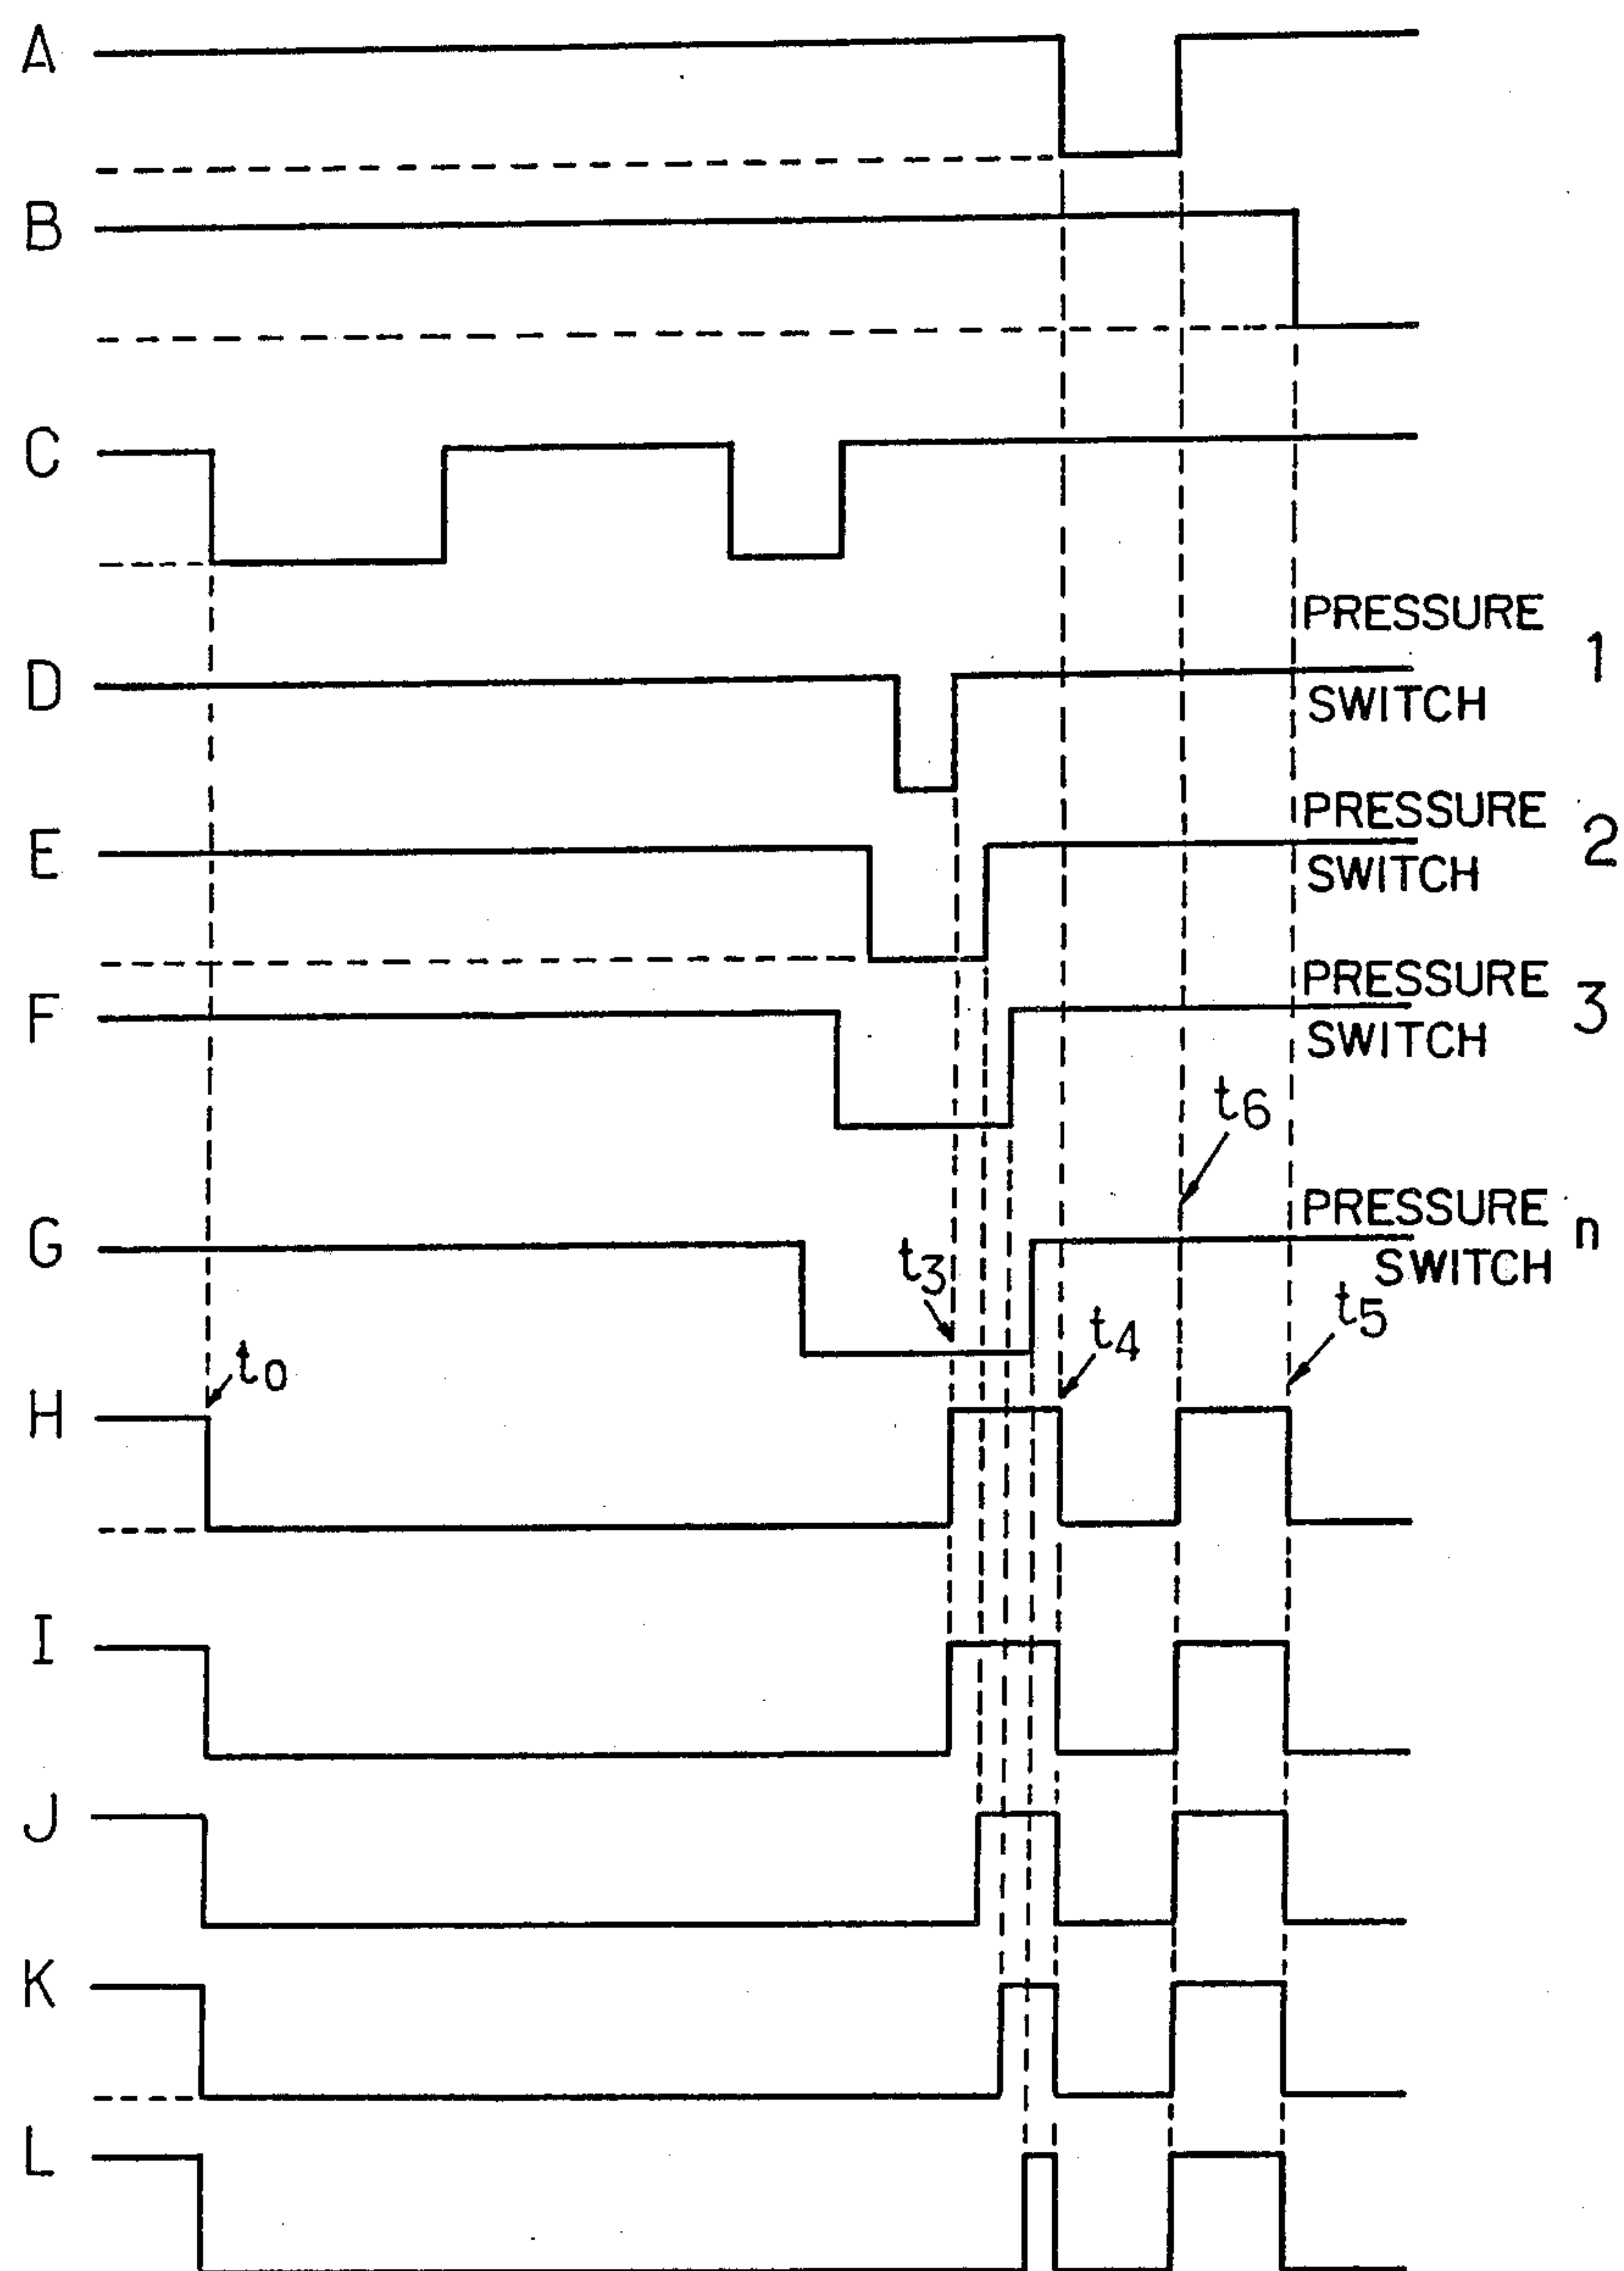 A
B
C
PRESSURE
1
D
SWITCH
PRESSURE
2
E
SWITCH
PRESSURE
3
F
SWITCH
t6
PRESSURE
n
G
SWITCH
t3
t5
t4
t0
H
I
J
K
L